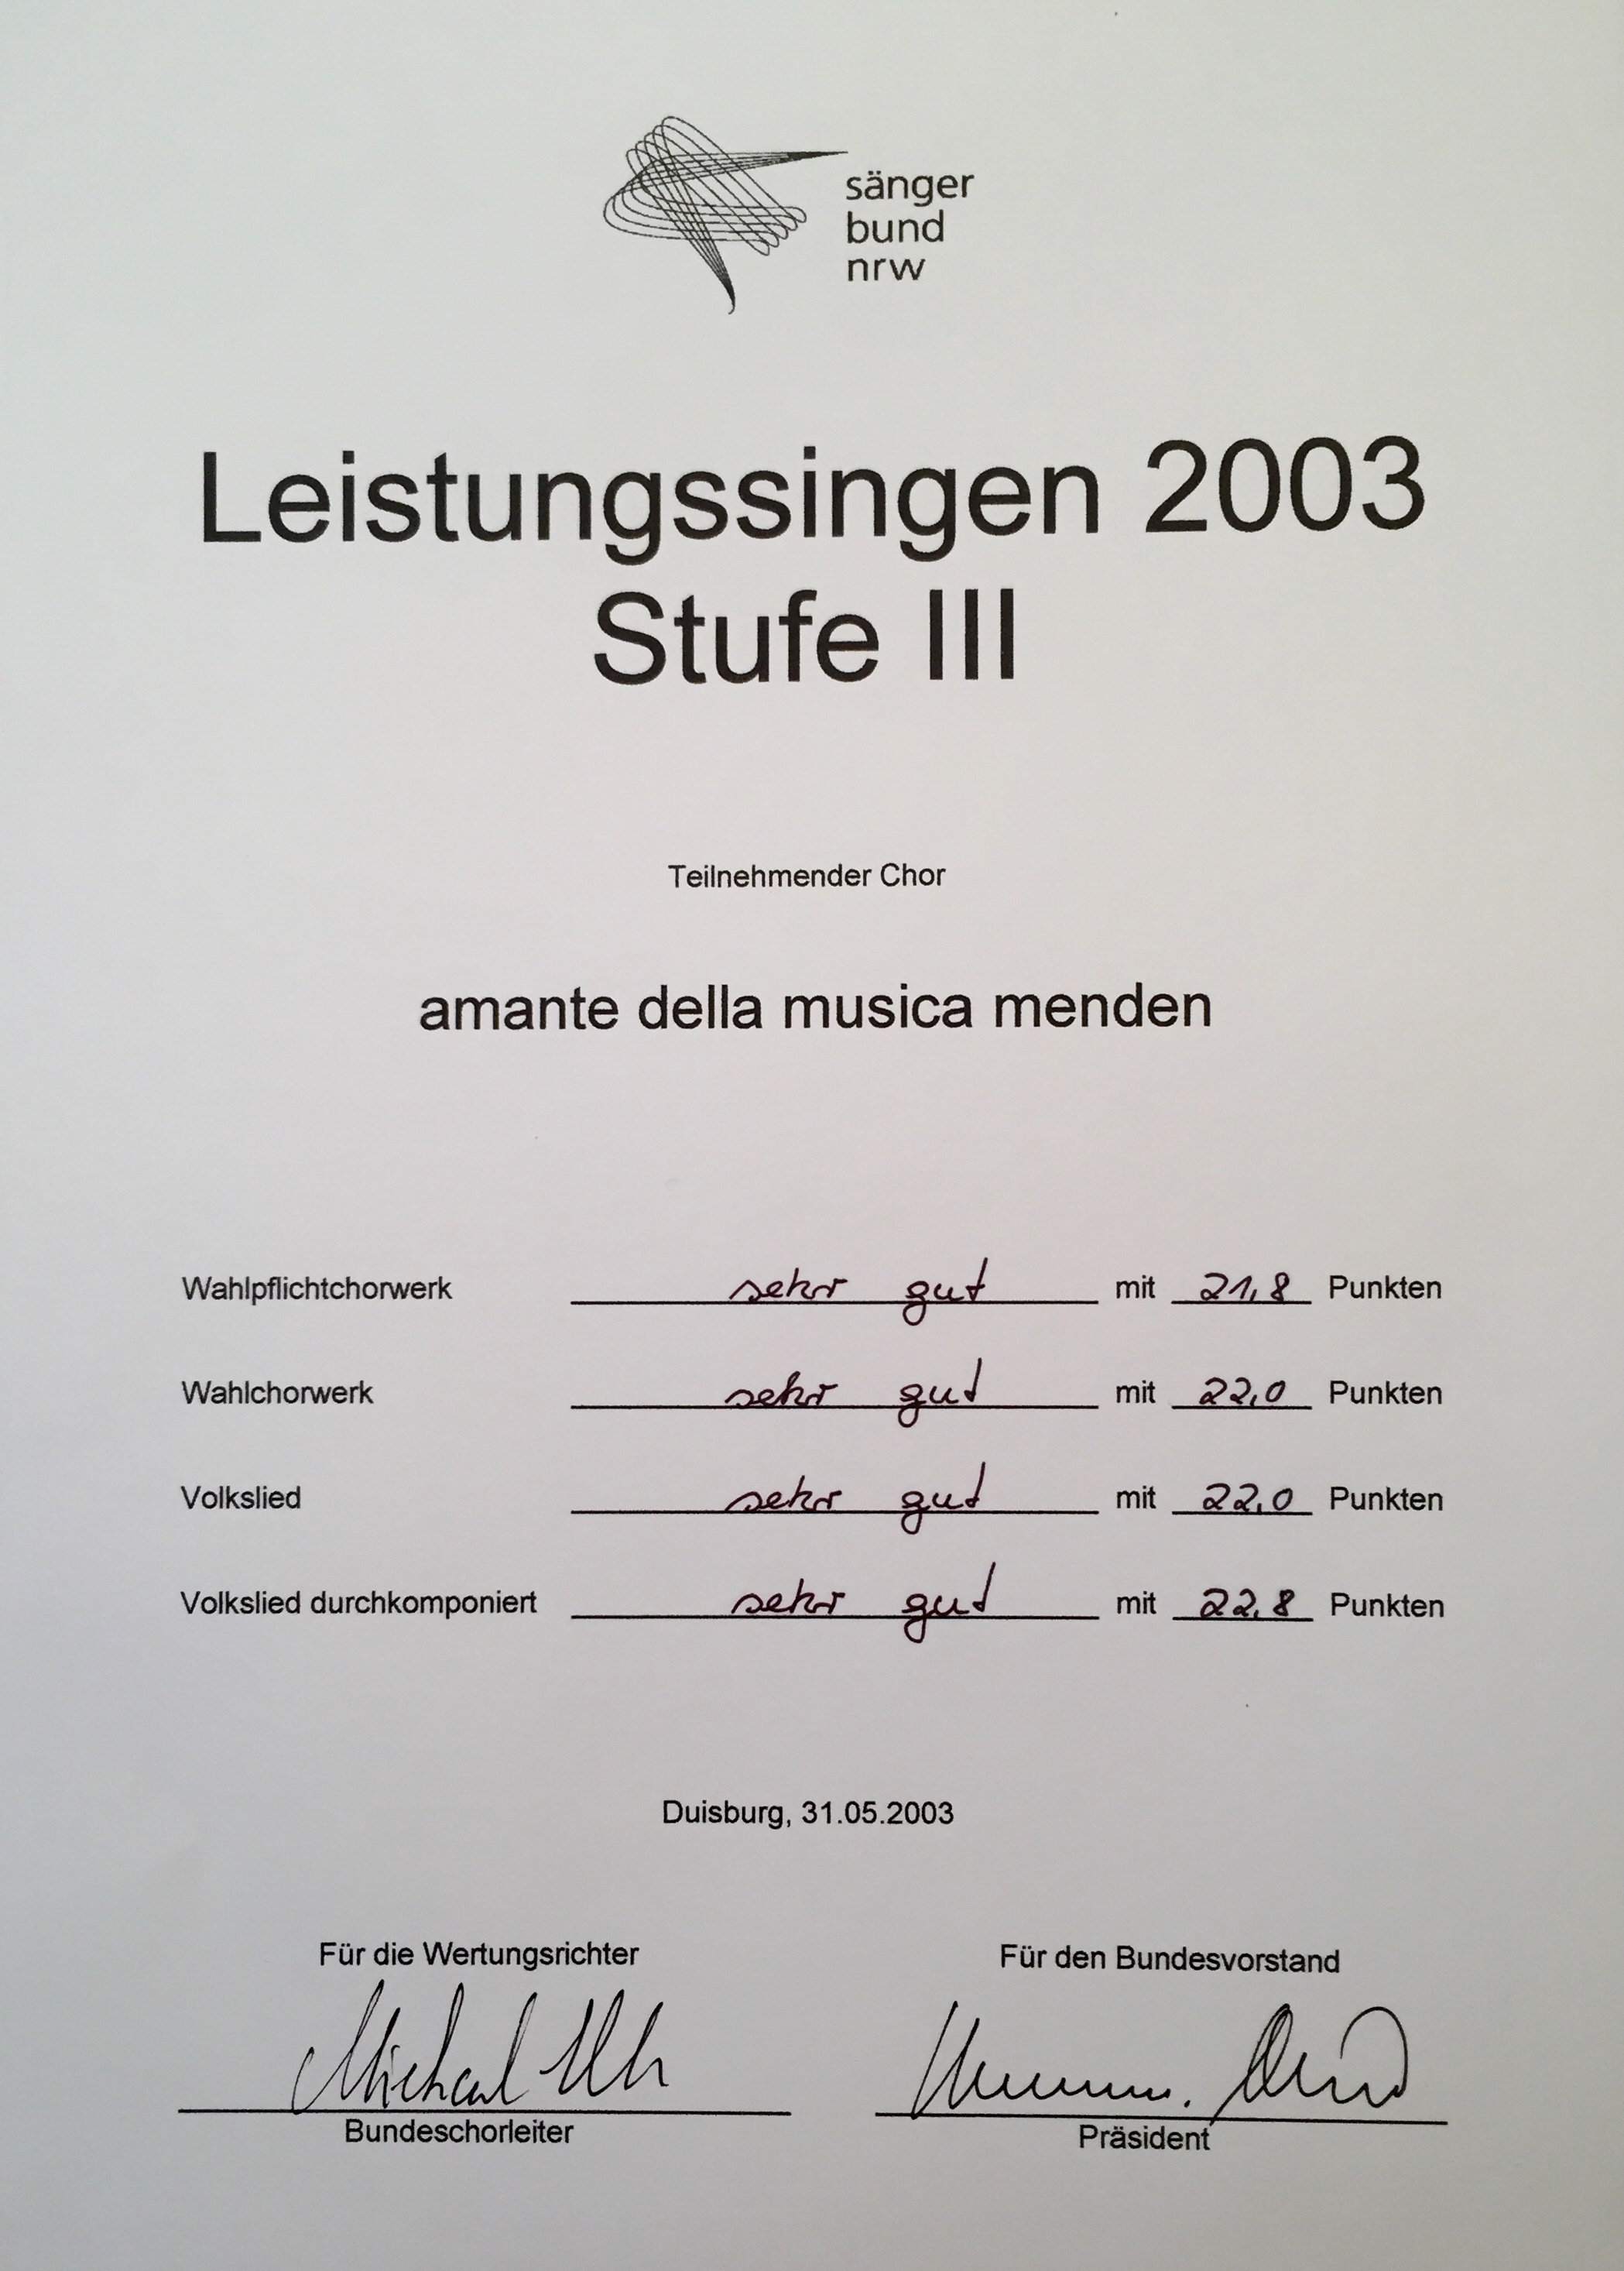 sänger
bund
nrw
Leistungssingen 2003
Stufe III
Teilnehmender Chor
amante della musica menden
Wahlpflichtchorwerk sehr gut mit 21,8 Punkten
Wahlchorwerk sehr gut mit 22,0 Punkten
Volkslied sehr gut mit 22,0 Punkten
Volkslied durchkomponiert sehr gut mit 22,8 Punkten
Duisburg, 31.05.2003
Für die Wertungsrichter Für den Bundesvorstand
Michael
Bundeschorleiter Präsident